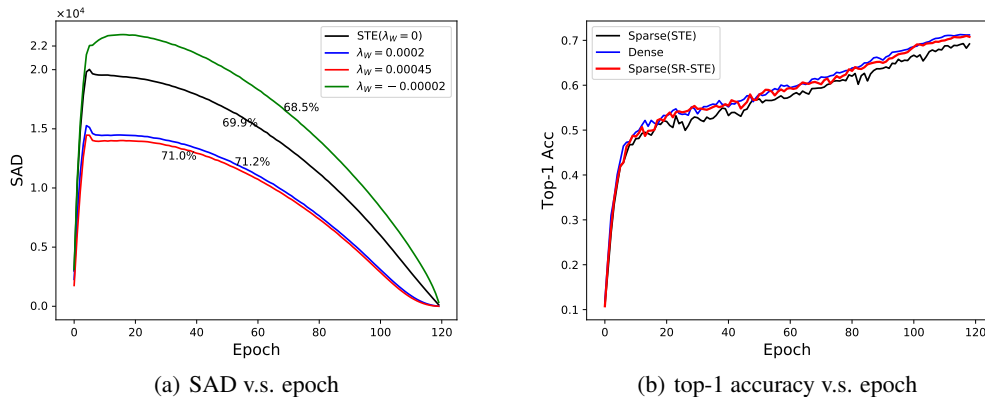 ×10⁴
2.2
2.0
1.5
1.0
0.5
0.0
SAD
0 20 40 60 80 100 120
Epoch
STE(λ_W = 0)
λ_W = 0.0002
λ_W = 0.00045
λ_W = −0.00002
68.5%
69.9%
71.2%
71.0%
(a) SAD v.s. epoch
0.7
0.6
0.5
0.4
0.3
0.2
0.1
Top-1 Acc
0 20 40 60 80 100 120
Epoch
Sparse(STE)
Dense
Sparse(SR-STE)
(b) top-1 accuracy v.s. epoch